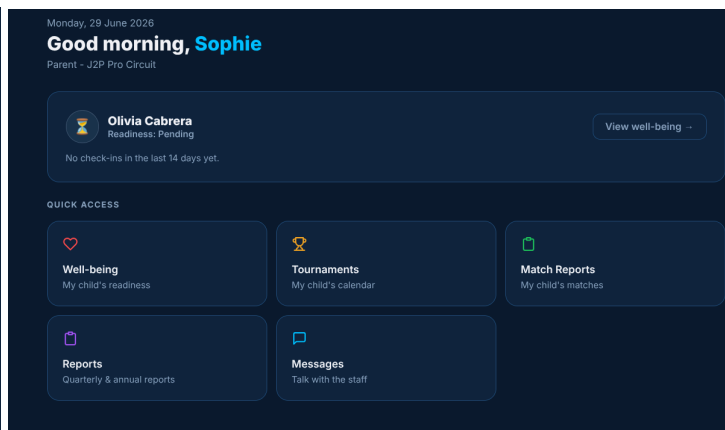 Monday, 29 June 2026
Good morning, Sophie
Parent - J2P Pro Circuit
Olivia Cabrera
Readiness: Pending
View well-being →
No check-ins in the last 14 days yet.
QUICK ACCESS
Well-being
My child's readiness
Tournaments
My child's calendar
Match Reports
My child's matches
Reports
Quarterly & annual reports
Messages
Talk with the staff